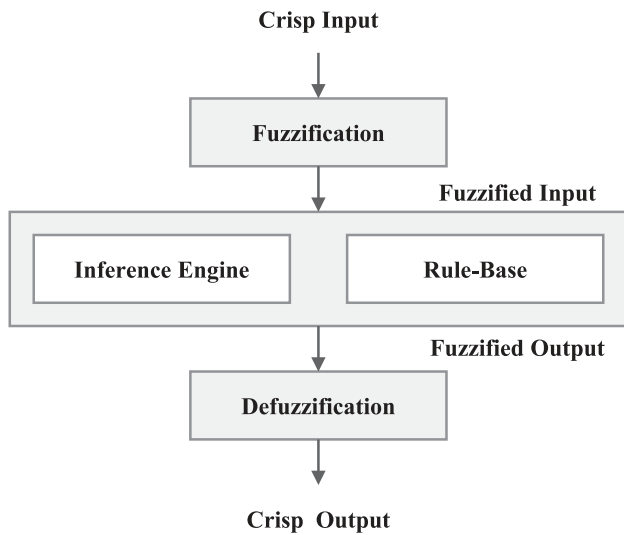 Crisp Input
Fuzzification
Fuzzified Input
Inference Engine
Rule-Base
Fuzzified Output
Defuzzification
Crisp Output